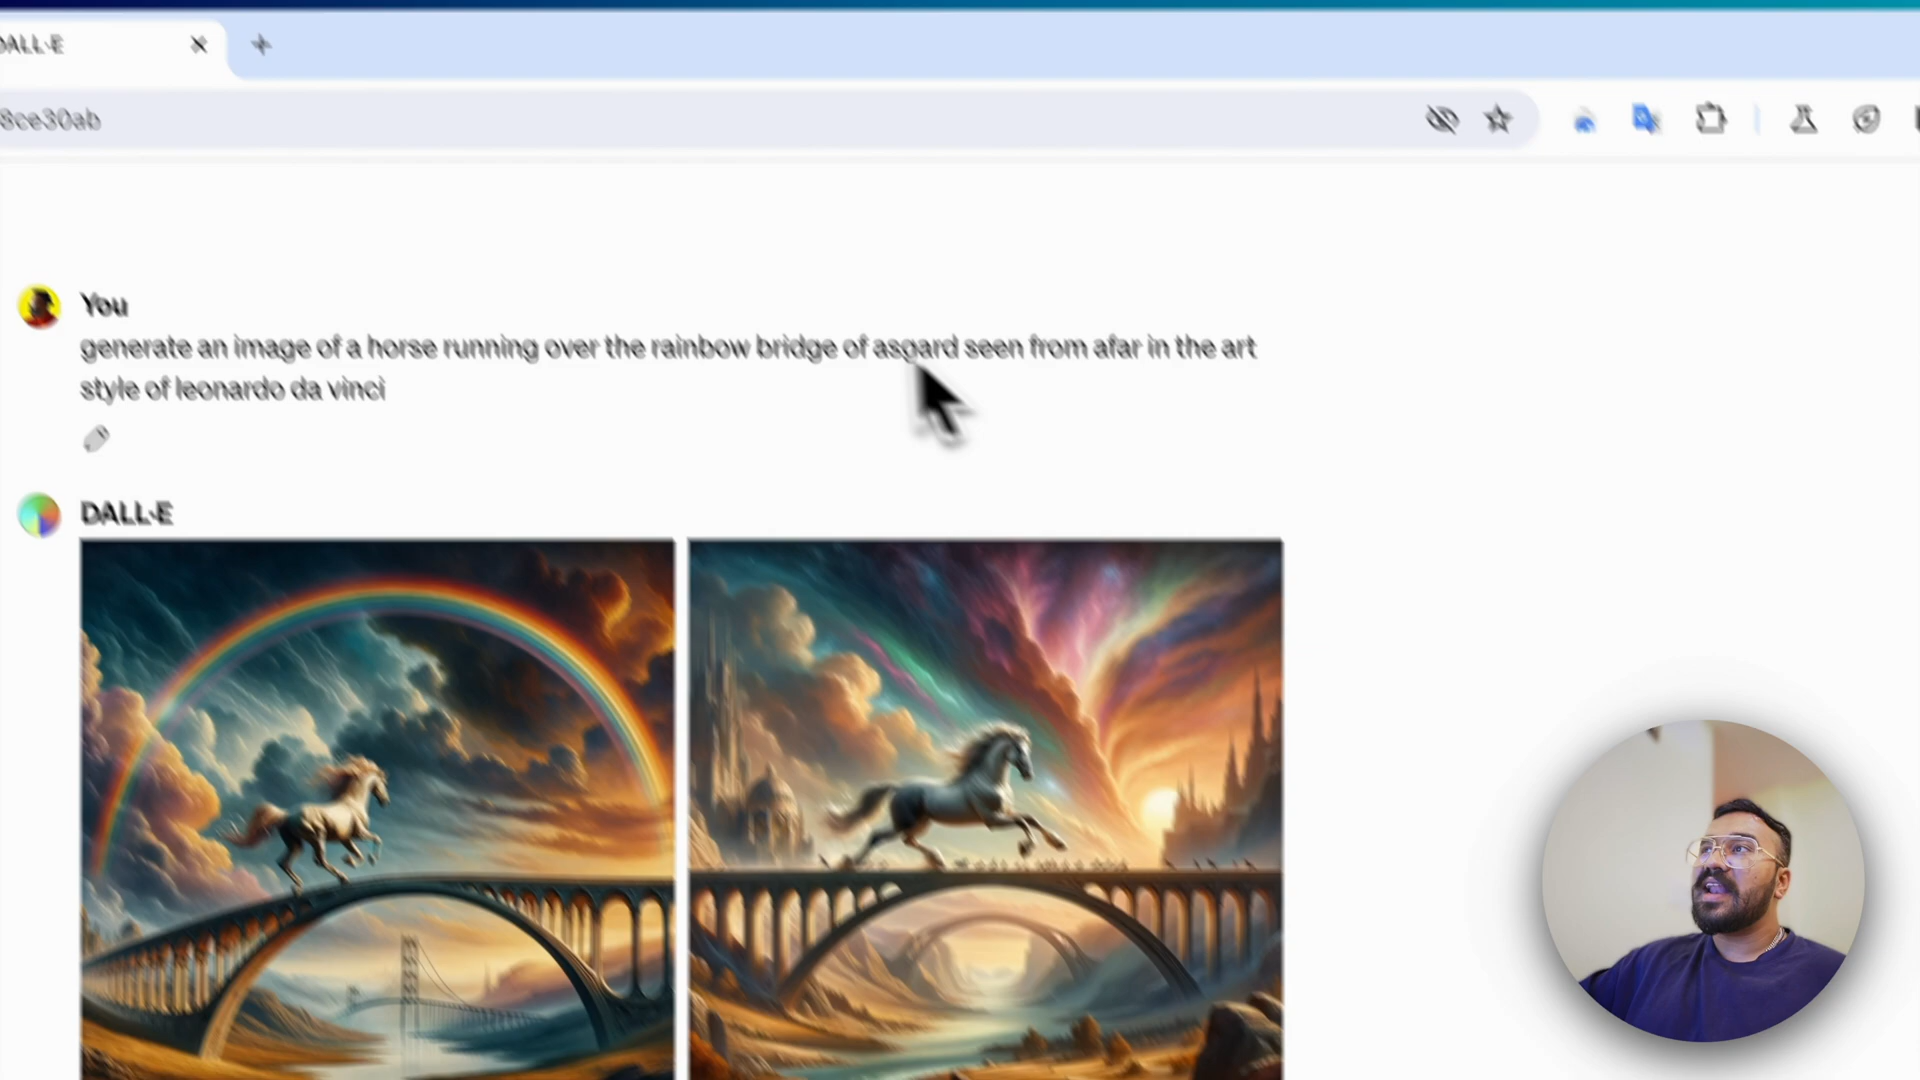 DALL·E
8ce30ab
You
generate an image of a horse running over the rainbow bridge of asgard seen from afar in the art
style of leonardo da vinci
DALL·E